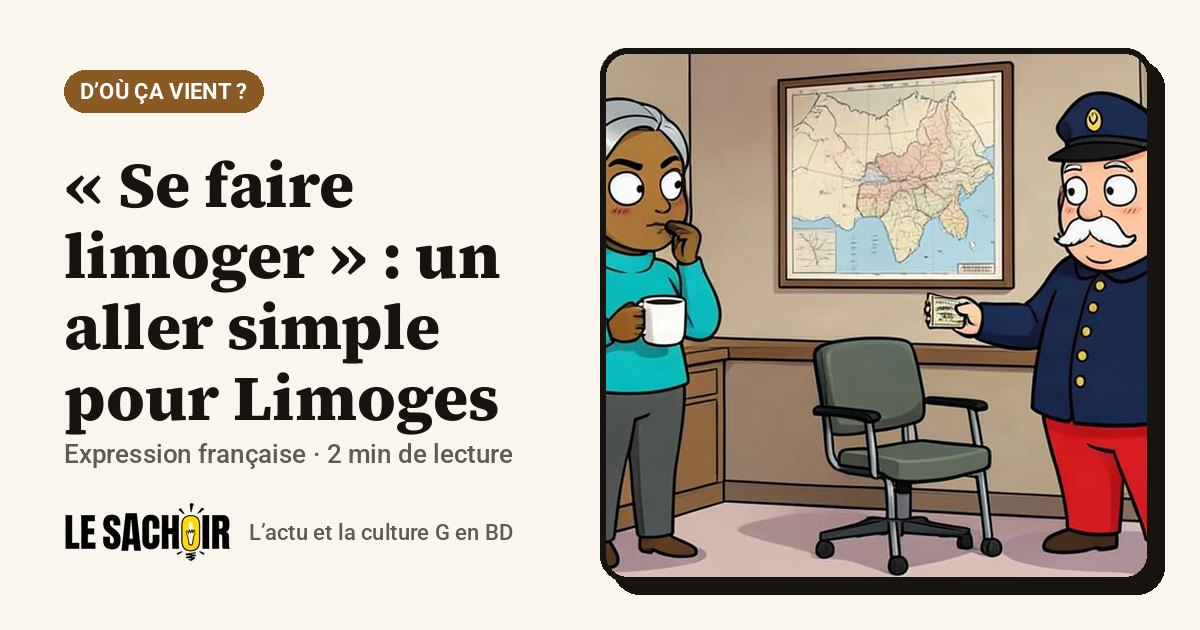 D’OÙ ÇA VIENT ?
« Se faire
limoger » : un
aller simple
pour Limoges
Expression française · 2 min de lecture
LE SACHOIR
L’actu et la culture G en BD